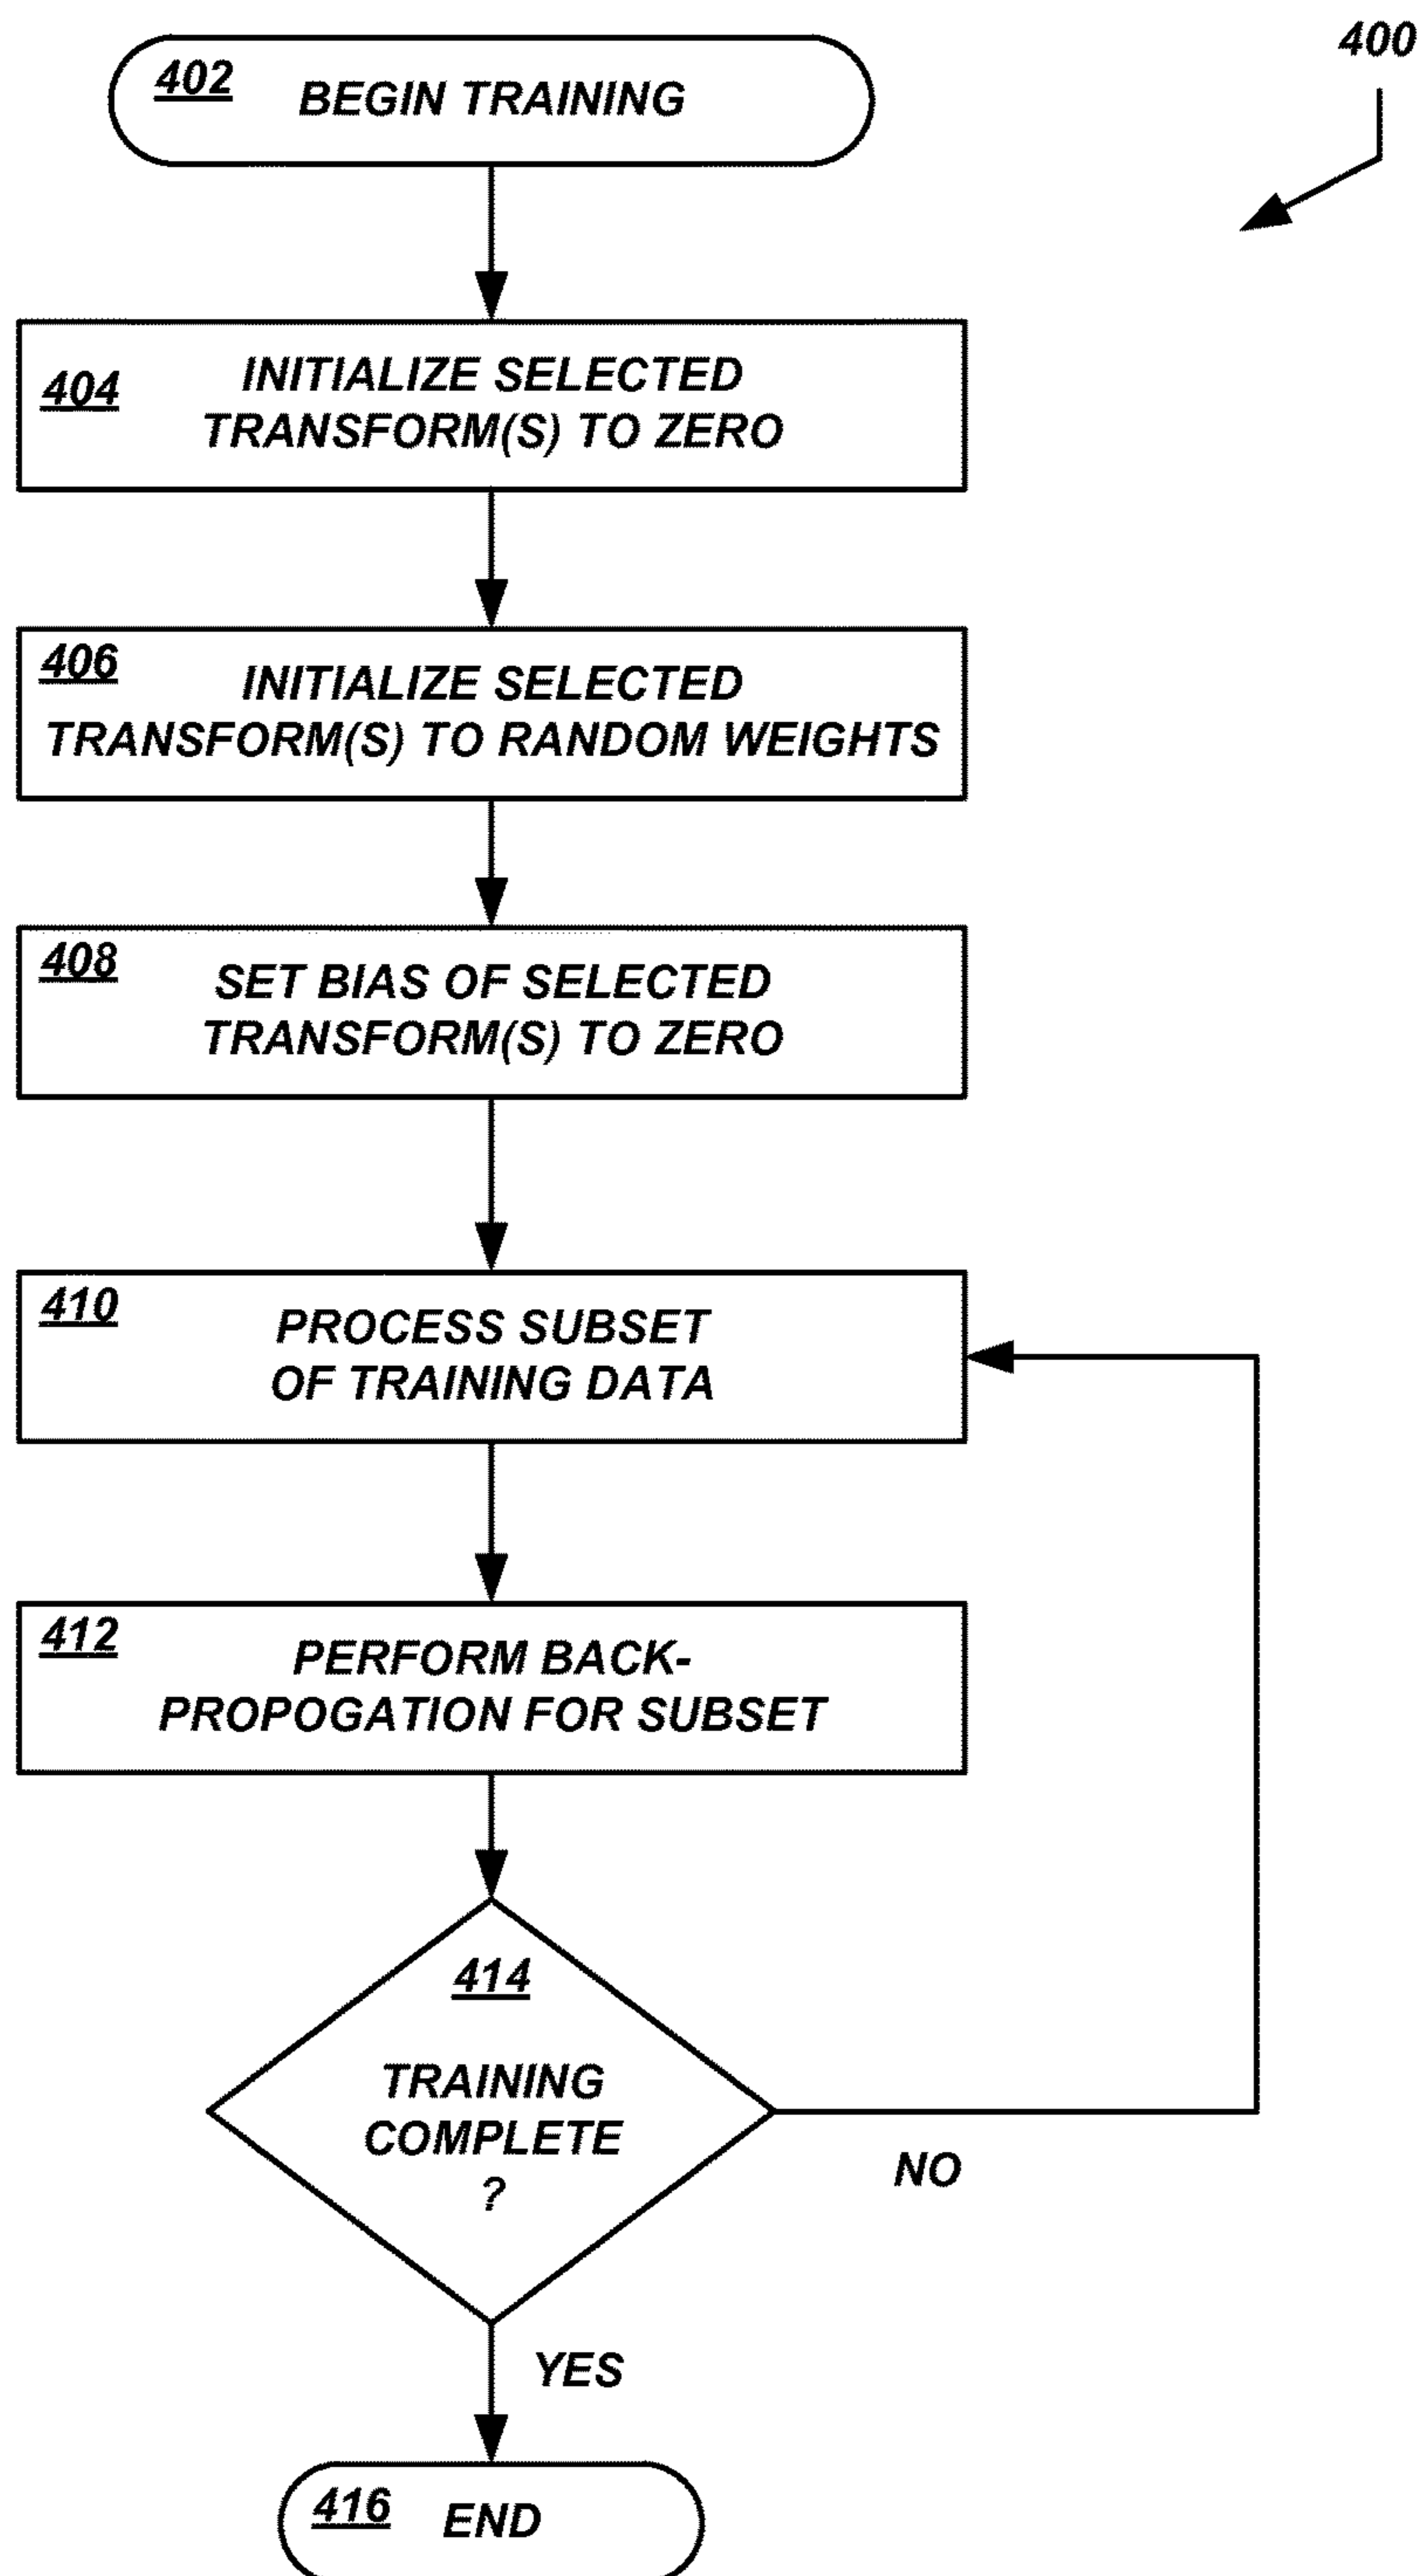 400
402 BEGIN TRAINING
404
INITIALIZE SELECTED
TRANSFORM(S) TO ZERO
406
INITIALIZE SELECTED
TRANSFORM(S) TO RANDOM WEIGHTS
408
SET BIAS OF SELECTED
TRANSFORM(S) TO ZERO
410
PROCESS SUBSET
OF TRAINING DATA
412
PERFORM BACK-
PROPOGATION FOR SUBSET
414
TRAINING
COMPLETE
?
NO
YES
416 END